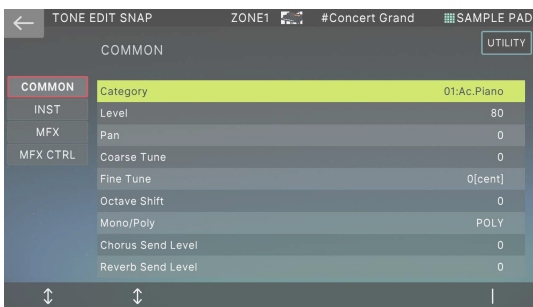 TONE EDIT SNAP ZONE1 #Concert Grand SAMPLE PAD
COMMON UTILITY
COMMON
INST
MFX
MFX CTRL
Category 01:Ac.Piano
Level 80
Pan 0
Coarse Tune 0
Fine Tune 0[cent]
Octave Shift 0
Mono/Poly POLY
Chorus Send Level 0
Reverb Send Level 0